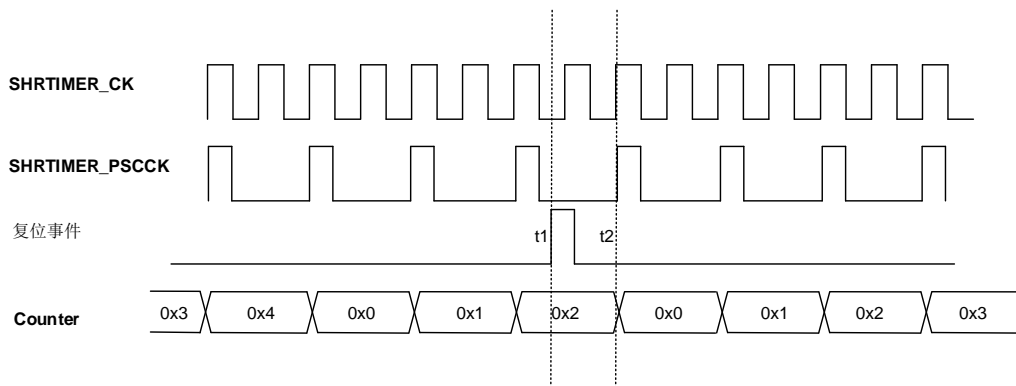 SHRTIMER_CK
SHRTIMER_PSCCK
复位事件
t1 t2
Counter 0x3 0x4 0x0 0x1 0x2 0x0 0x1 0x2 0x3